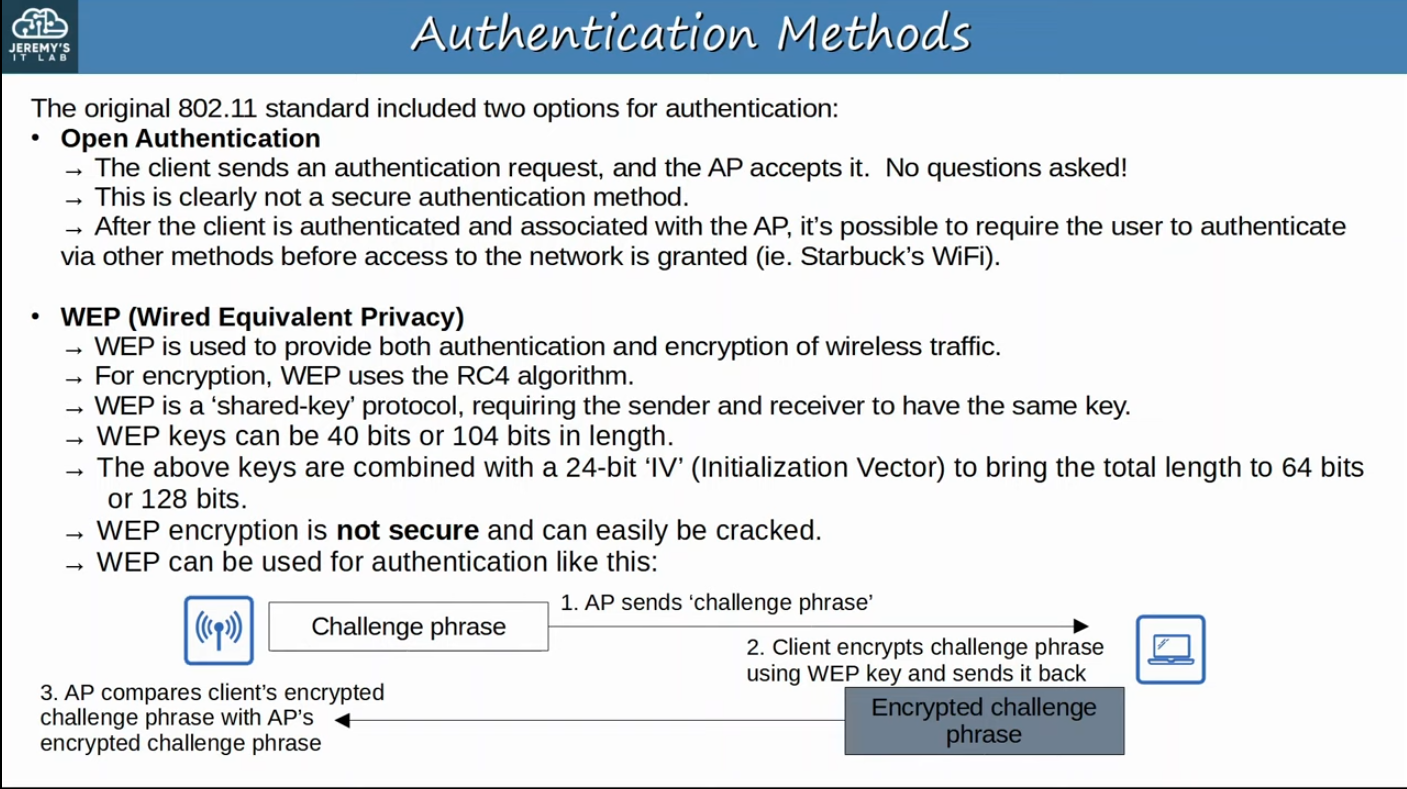 JEREMY'S
IT LAB
Authentication Methods
The original 802.11 standard included two options for authentication:
• Open Authentication
→ The client sends an authentication request, and the AP accepts it.  No questions asked!
→ This is clearly not a secure authentication method.
→ After the client is authenticated and associated with the AP, it's possible to require the user to authenticate
via other methods before access to the network is granted (ie. Starbuck's WiFi).
• WEP (Wired Equivalent Privacy)
→ WEP is used to provide both authentication and encryption of wireless traffic.
→ For encryption, WEP uses the RC4 algorithm.
→ WEP is a ‘shared-key’ protocol, requiring the sender and receiver to have the same key.
→ WEP keys can be 40 bits or 104 bits in length.
→ The above keys are combined with a 24-bit ‘IV’ (Initialization Vector) to bring the total length to 64 bits
or 128 bits.
→ WEP encryption is not secure and can easily be cracked.
→ WEP can be used for authentication like this:
Challenge phrase
1. AP sends ‘challenge phrase’
2. Client encrypts challenge phrase
using WEP key and sends it back
3. AP compares client's encrypted
challenge phrase with AP's
encrypted challenge phrase
Encrypted challenge
phrase